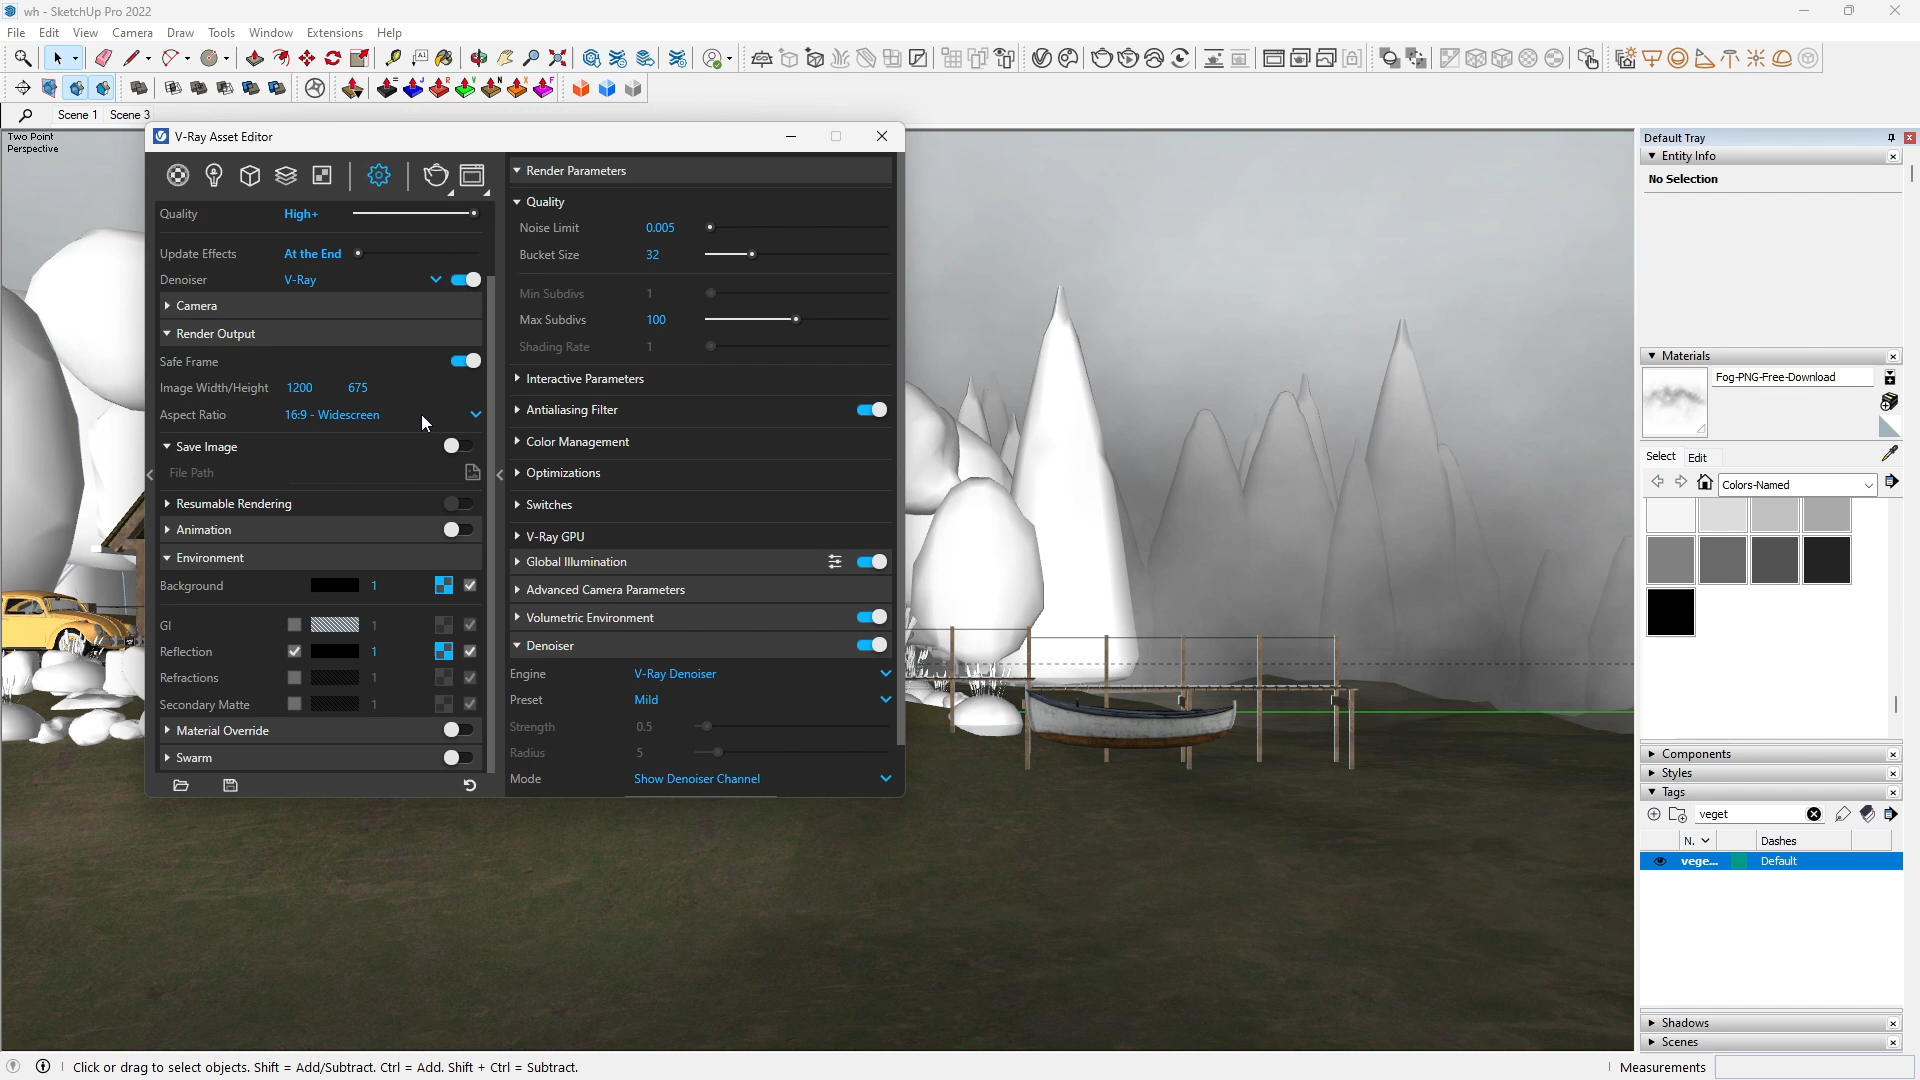 wh - SketchUp Pro 2022
File Edit View Camera Draw Tools Window Extensions Help
Scene 1 Scene 3
Two Point
Perspective
V-Ray Asset Editor
Quality High+
Update Effects At the End
Denoiser V-Ray
Camera
Render Output
Safe Frame
Image Width/Height 1200 675
Aspect Ratio 16:9 - Widescreen
Save Image
File Path
Resumable Rendering
Animation
Environment
Background 1
GI 1
Reflection 1
Refractions 1
Secondary Matte 1
Material Override
Swarm
Render Parameters
Quality
Noise Limit 0.005
Bucket Size 32
Min Subdivs 1
Max Subdivs 100
Shading Rate 1
Interactive Parameters
Antialiasing Filter
Color Management
Optimizations
Switches
V-Ray GPU
Global Illumination
Advanced Camera Parameters
Volumetric Environment
Denoiser
Engine V-Ray Denoiser
Preset Mild
Strength 0.5
Radius 5
Mode Show Denoiser Channel
Default Tray
Entity Info
No Selection
Materials
Fog-PNG-Free-Download
Select Edit
Colors-Named
Components
Styles
Tags
veget
N. Dashes
vege... Default
Shadows
Scenes
Click or drag to select objects. Shift = Add/Subtract. Ctrl = Add. Shift + Ctrl = Subtract.
Measurements